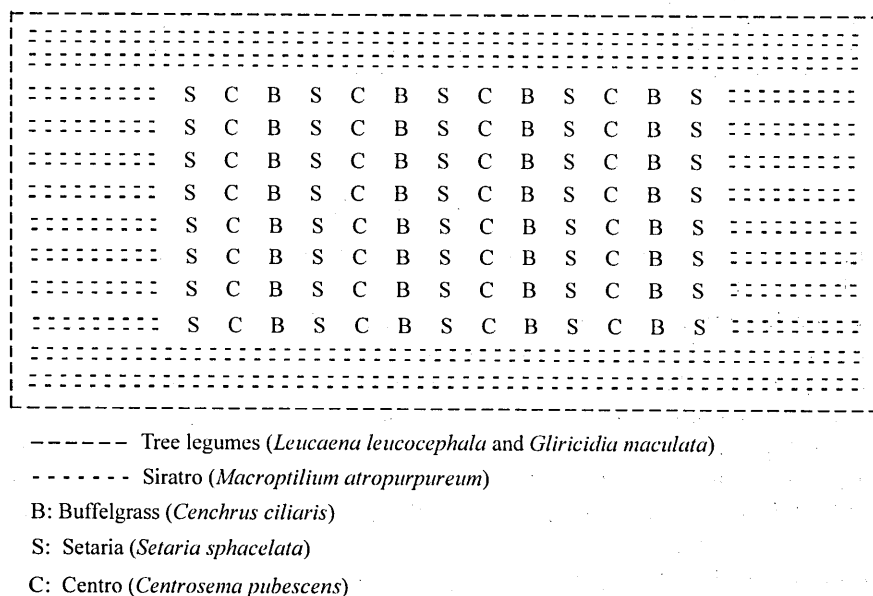 S C B S C B S C B S C B S
S C B S C B S C B S C B S
S C B S C B S C B S C B S
S C B S C B S C B S C B S
S C B S C B S C B S C B S
S C B S C B S C B S C B S
S C B S C B S C B S C B S
S C B S C B S C B S C B S
Tree legumes (Leucaena leucocephala and Gliricidia maculata)
Siratro (Macroptilium atropurpureum)
B: Buffelgrass (Cenchrus ciliaris)
S: Setaria (Setaria sphacelata)
C: Centro (Centrosema pubescens)